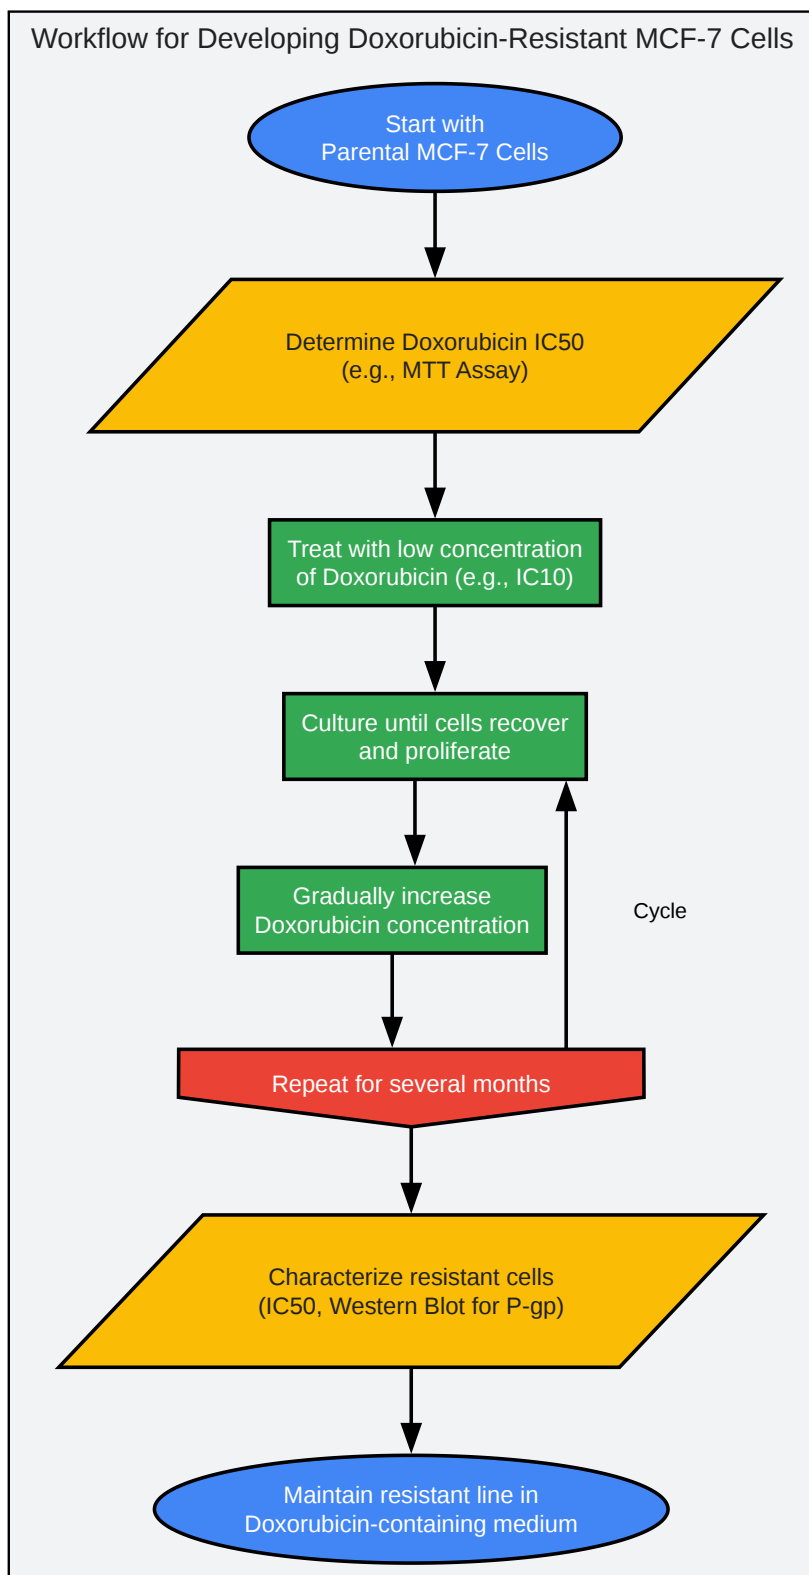 Workflow for Developing Doxorubicin-Resistant MCF-7 Cells
Start with
Parental MCF-7 Cells
Determine Doxorubicin IC50
(e.g., MTT Assay)
Treat with low concentration
of Doxorubicin (e.g., IC10)
Culture until cells recover
and proliferate
Gradually increase
Doxorubicin concentration
Cycle
Repeat for several months
Characterize resistant cells
(IC50, Western Blot for P-gp)
Maintain resistant line in
Doxorubicin-containing medium